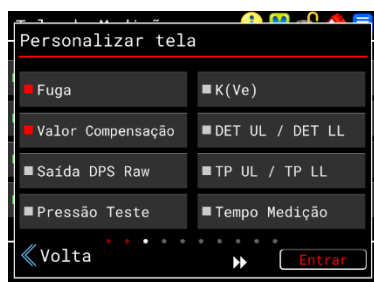 Personalizar tela
Fuga
K(Ve)
Valor Compensação
DET UL / DET LL
Saída DPS Raw
TP UL / TP LL
Pressão Teste
Tempo Medição
Volta
Entrar